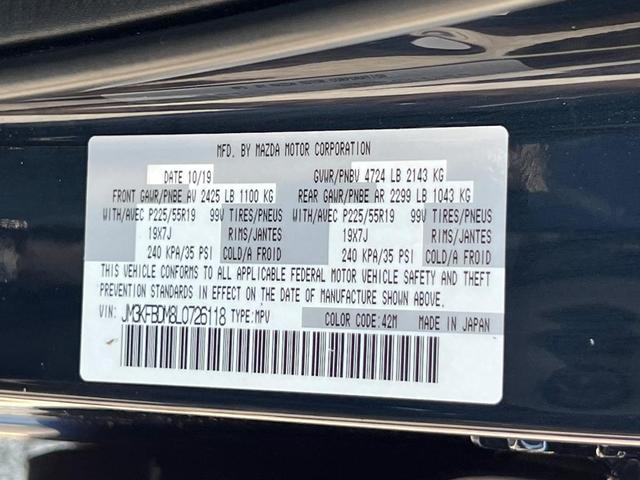 MFD. BY MAZDA MOTOR CORPORATION
DATE 10/19 GVWR/PNBV 4724 LB 2143 KG
FRONT GAWR/PNBE AV 2425 LB 1100 KG REAR GAWR/PNBE AR 2299 LB 1043 KG
WITH/AVEC P225/55R19 99V TIRES/PNEUS WITH/AVEC P225/55R19 99V TIRES/PNEUS
19X7J RIMS/JANTES 19X7J RIMS/JANTES
240 KPA/35 PSI COLD/A FROID 240 KPA/35 PSI COLD/A FROID
THIS VEHICLE CONFORMS TO ALL APPLICABLE FEDERAL MOTOR VEHICLE SAFETY AND THEFT
PREVENTION STANDARDS IN EFFECT ON THE DATE OF MANUFACTURE SHOWN ABOVE.
VIN: JM3KFBDM8L0726118 TYPE:MPV COLOR CODE:42M MADE IN JAPAN